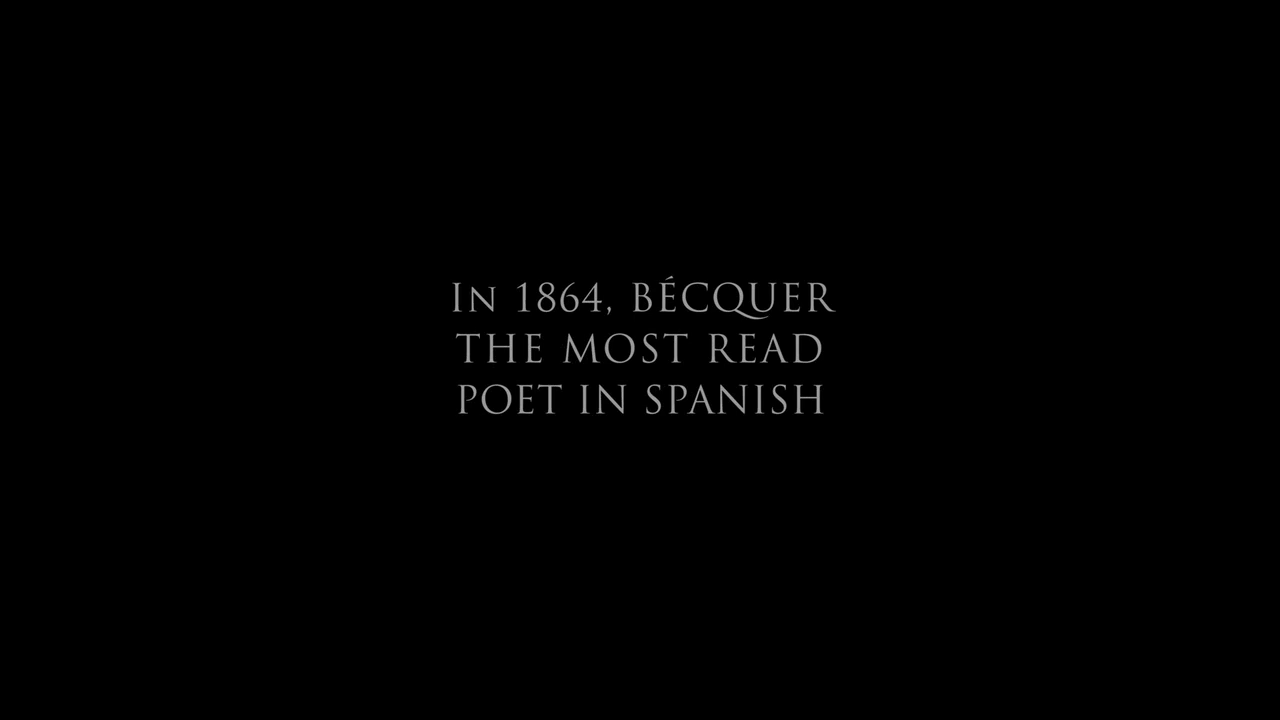 In 1864, BÉCQUER
THE MOST READ
POET IN SPANISH